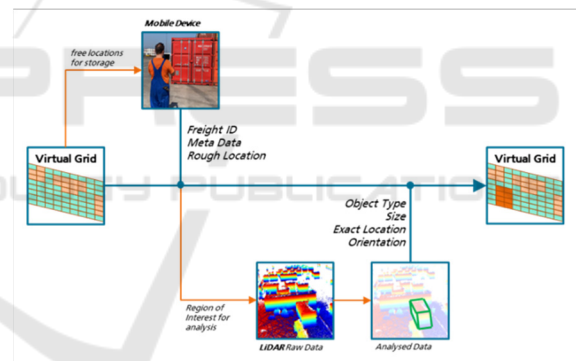 Mobile Device
free locations
for storage
Freight ID
Meta Data
Rough Location
Virtual Grid
Virtual Grid
Object Type
Size
Exact Location
Orientation
Region of
Interest for
analysis
LiDAR Raw Data
Analysed Data